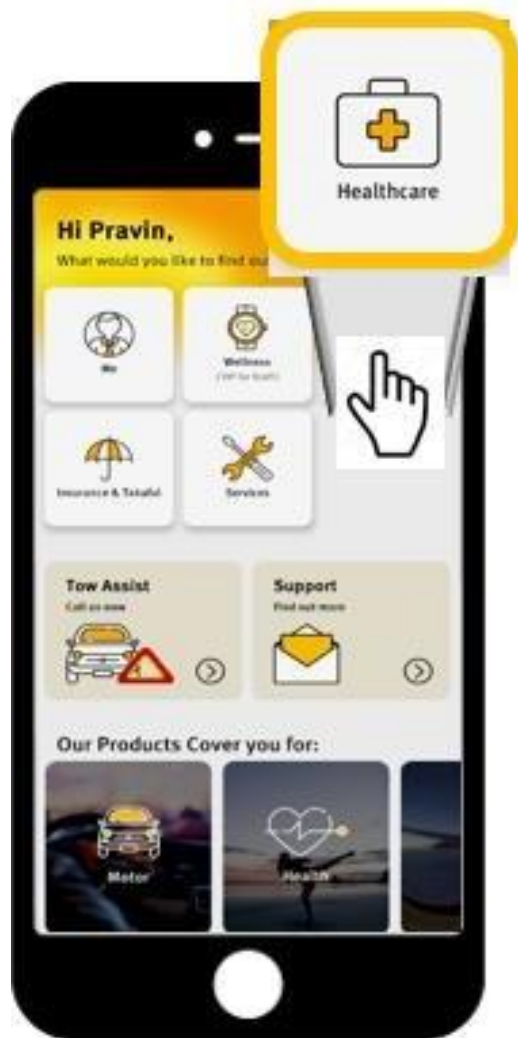 Healthcare
Hi Pravin,
What would you like to find out
Me
Wellness
Insurance & Takaful
Services
Tow Assist
Call us now
Support
Find out more
Our Products Cover you for:
Motor
Health